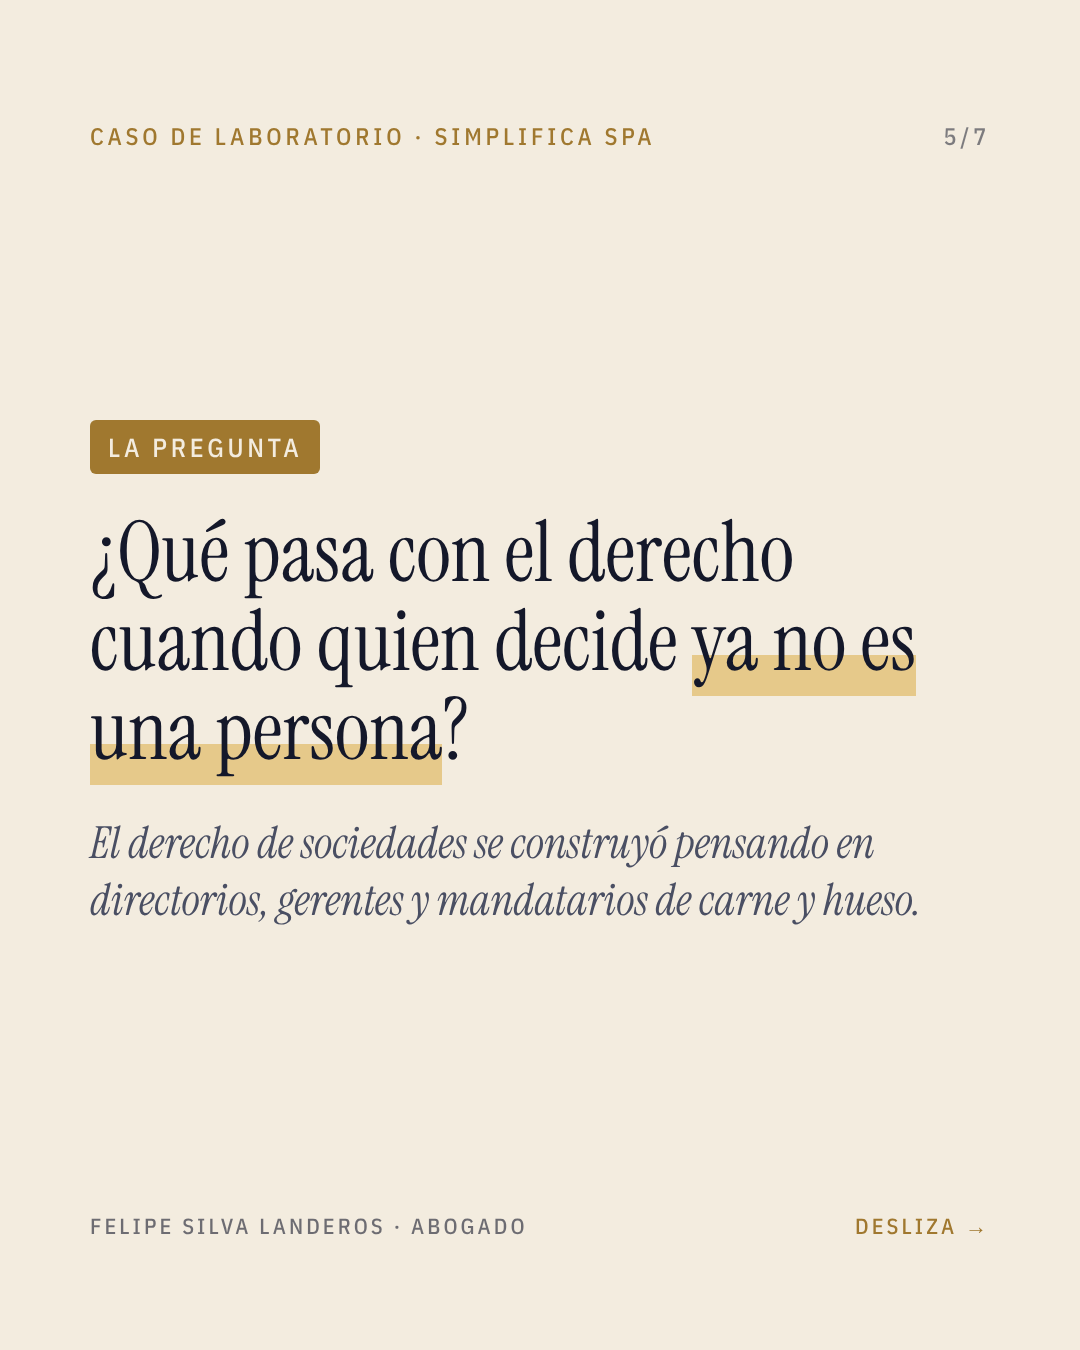 CASO DE LABORATORIO · SIMPLIFICA SPA
5/7
LA PREGUNTA
¿Qué pasa con el derecho
cuando quien decide ya no es
una persona?
El derecho de sociedades se construyó pensando en
directorios, gerentes y mandatarios de carne y hueso.
FELIPE SILVA LANDEROS · ABOGADO
DESLIZA →